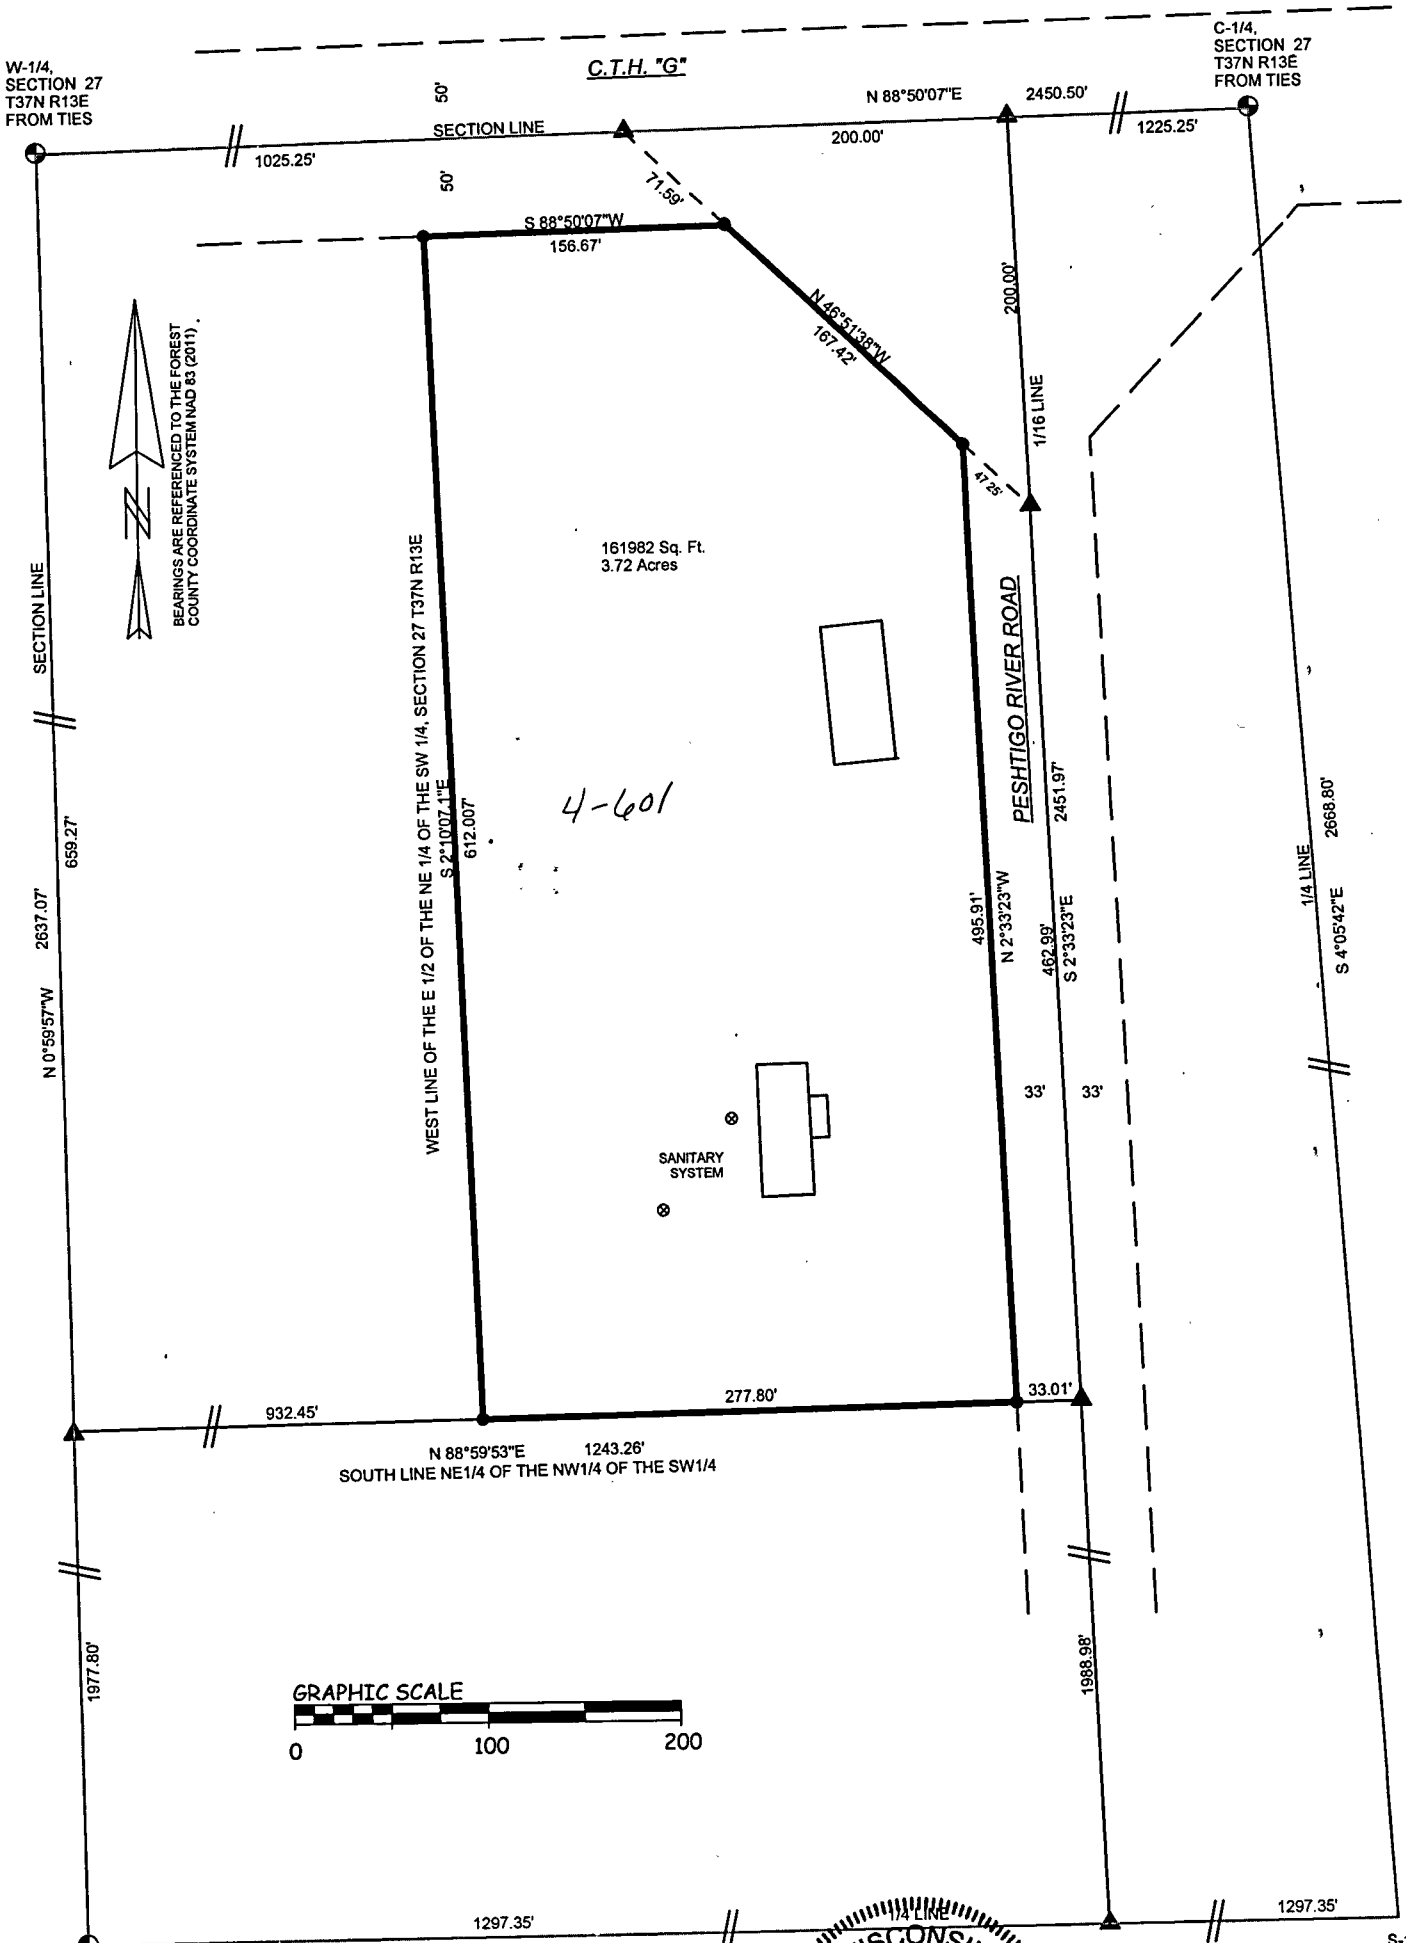 W-1/4,
SECTION 27
T37N R13E
FROM TIES
C.T.H. "G"
C-1/4,
SECTION 27
T37N R13E
FROM TIES
50'
SECTION LINE
N 88°50'07"E
2450.50'
1025.25'
200.00'
1225.25'
50'
71.59'
S 88°50'07"W
156.67'
200.00'
N 46°51'38"W
167.42'
1/16 LINE
47.25'
BEARINGS ARE REFERENCED TO THE FOREST
COUNTY COORDINATE SYSTEM NAD 83 (2011)
N
161982 Sq. Ft.
3.72 Acres
SECTION LINE
WEST LINE OF THE E 1/2 OF THE NE 1/4 OF THE SW 1/4, SECTION 27 T37N R13E
S 2°10'07.1"E
612.007'
PESHTIGO RIVER ROAD
4-601
659.27'
2637.07'
N 0°59'57"W
495.91'
N 2°33'23"W
2451.97'
462.99'
S 2°33'23"E
1/4 LINE
2668.80'
S 4°05'42"E
33'
33'
SANITARY
SYSTEM
277.80'
33.01'
932.45'
N 88°59'53"E
1243.26'
SOUTH LINE NE1/4 OF THE NW1/4 OF THE SW1/4
1977.80'
1988.98'
GRAPHIC SCALE
0
100
200
1297.35'
1/4 LINE
1297.35'